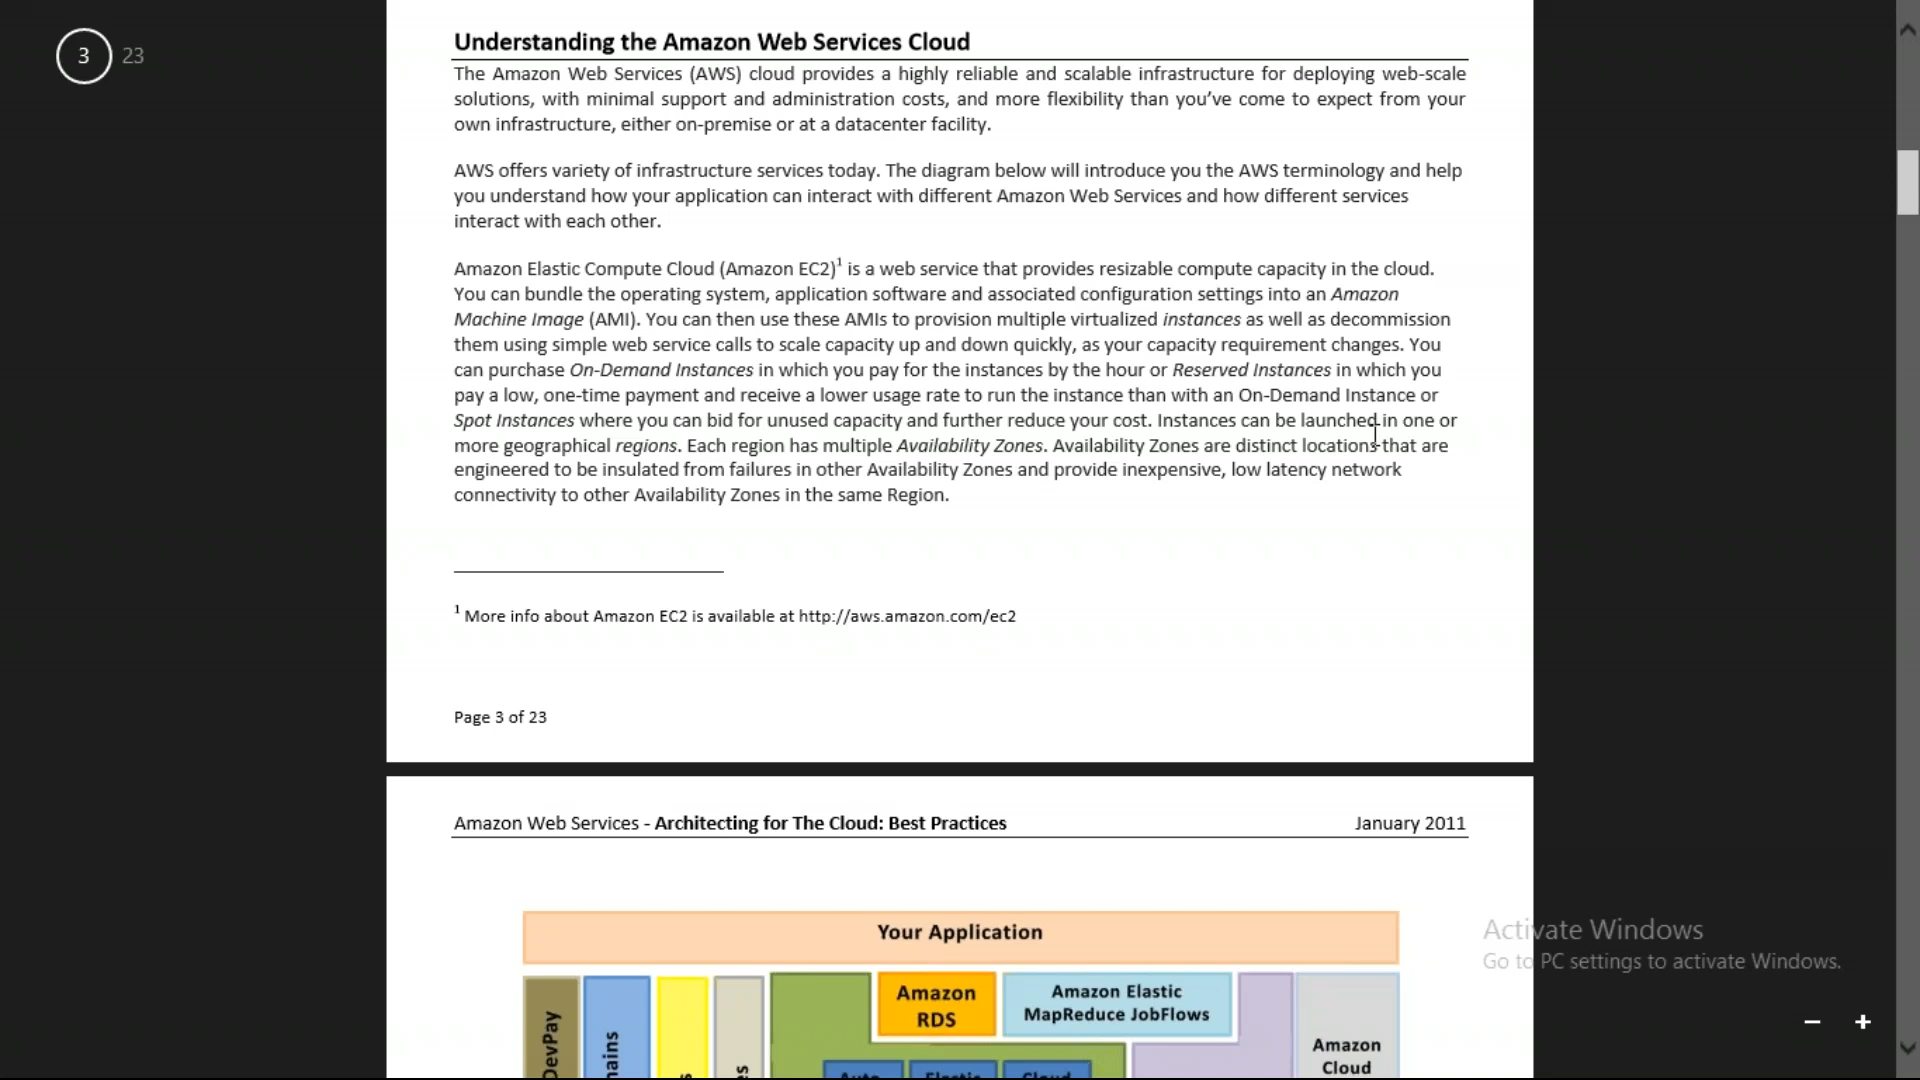 3 23
Understanding the Amazon Web Services Cloud
The Amazon Web Services (AWS) cloud provides a highly reliable and scalable infrastructure for deploying web-scale
solutions, with minimal support and administration costs, and more flexibility than you’ve come to expect from your
own infrastructure, either on-premise or at a datacenter facility.
AWS offers variety of infrastructure services today. The diagram below will introduce you the AWS terminology and help
you understand how your application can interact with different Amazon Web Services and how different services
interact with each other.
Amazon Elastic Compute Cloud (Amazon EC2)¹ is a web service that provides resizable compute capacity in the cloud.
You can bundle the operating system, application software and associated configuration settings into an Amazon
Machine Image (AMI). You can then use these AMIs to provision multiple virtualized instances as well as decommission
them using simple web service calls to scale capacity up and down quickly, as your capacity requirement changes. You
can purchase On-Demand Instances in which you pay for the instances by the hour or Reserved Instances in which you
pay a low, one-time payment and receive a lower usage rate to run the instance than with an On-Demand Instance or
Spot Instances where you can bid for unused capacity and further reduce your cost. Instances can be launched in one or
more geographical regions. Each region has multiple Availability Zones. Availability Zones are distinct locations that are
engineered to be insulated from failures in other Availability Zones and provide inexpensive, low latency network
connectivity to other Availability Zones in the same Region.
¹ More info about Amazon EC2 is available at http://aws.amazon.com/ec2
Page 3 of 23
Amazon Web Services - Architecting for The Cloud: Best Practices January 2011
Your Application
Amazon
RDS
Amazon Elastic
MapReduce JobFlows
DevPay
Amazon
Cloud
Auto
Elastic
Cloud
Activate Windows
Go to PC settings to activate Windows.